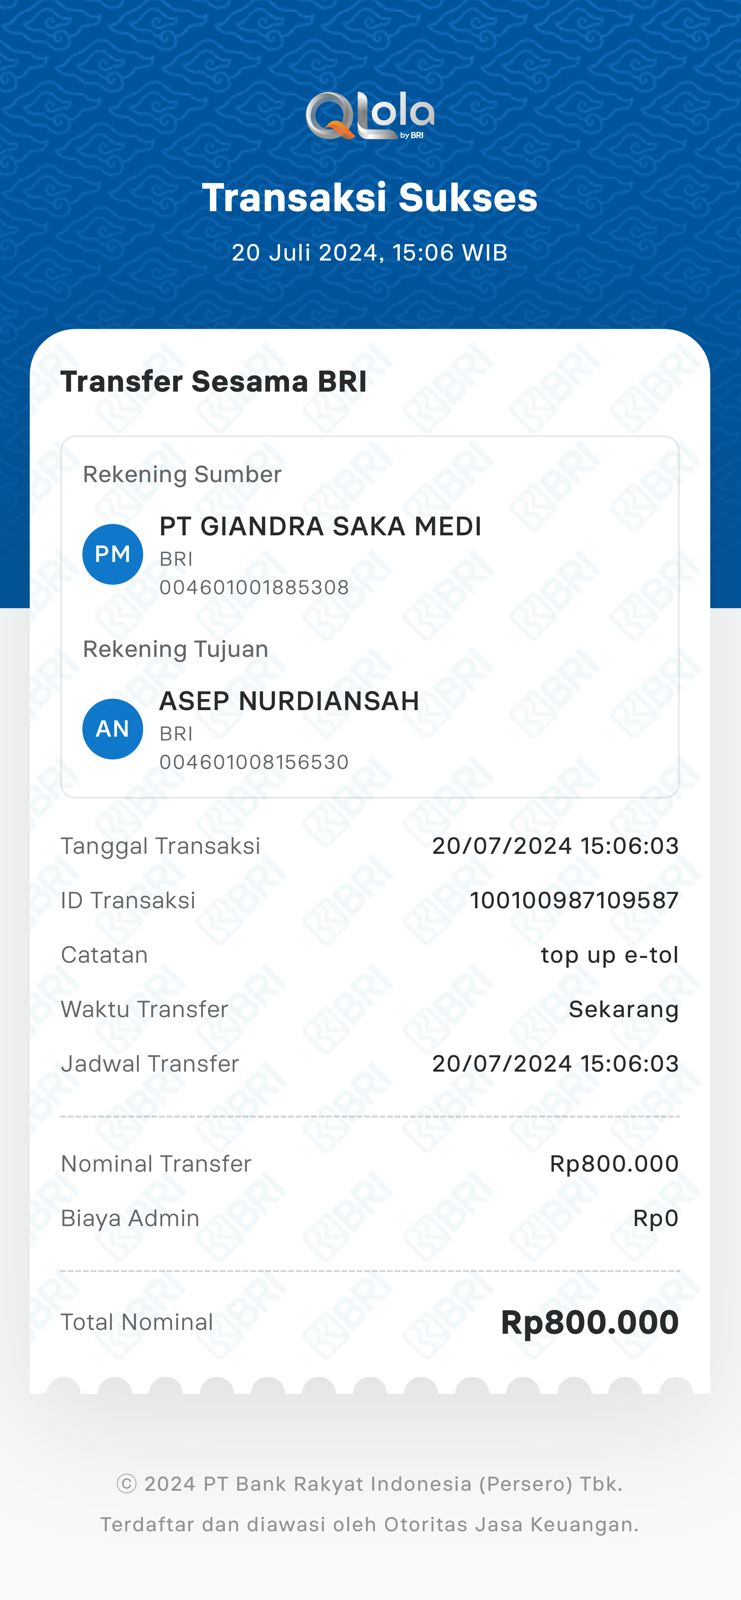 QLola
by BRI
Transaksi Sukses
20 Juli 2024, 15:06 WIB
Transfer Sesama BRI
Rekening Sumber
PM
PT GIANDRA SAKA MEDI
BRI
004601001885308
Rekening Tujuan
AN
ASEP NURDIANSAH
BRI
004601008156530
Tanggal Transaksi 20/07/2024 15:06:03
ID Transaksi 100100987109587
Catatan top up e-tol
Waktu Transfer Sekarang
Jadwal Transfer 20/07/2024 15:06:03
Nominal Transfer Rp800.000
Biaya Admin Rp0
Total Nominal Rp800.000
© 2024 PT Bank Rakyat Indonesia (Persero) Tbk.
Terdaftar dan diawasi oleh Otoritas Jasa Keuangan.